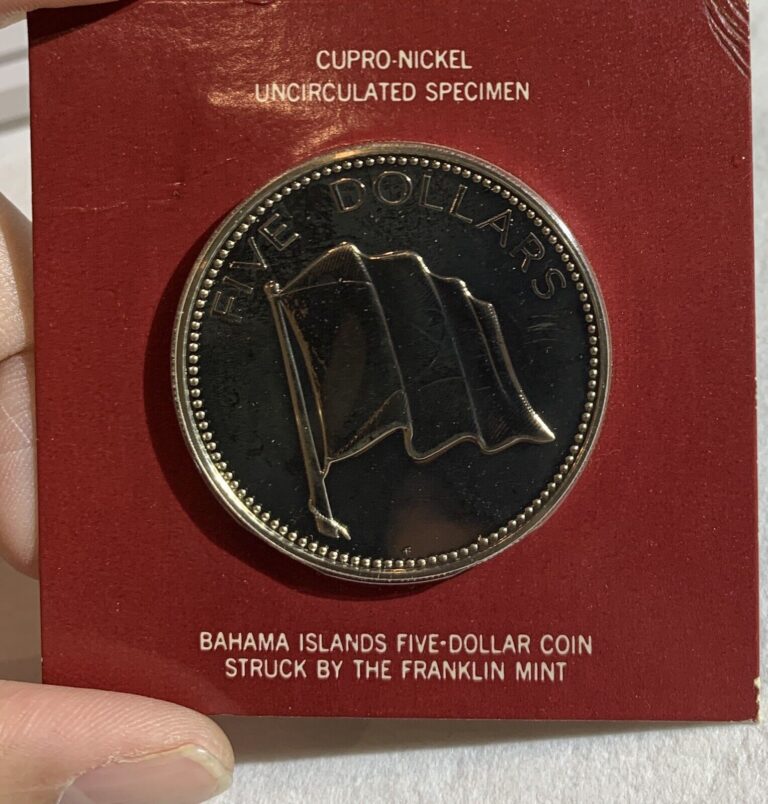 CUPRO-NICKEL
UNCIRCULATED SPECIMEN
FIVE DOLLARS
F
BAHAMA ISLANDS FIVE-DOLLAR COIN
STRUCK BY THE FRANKLIN MINT